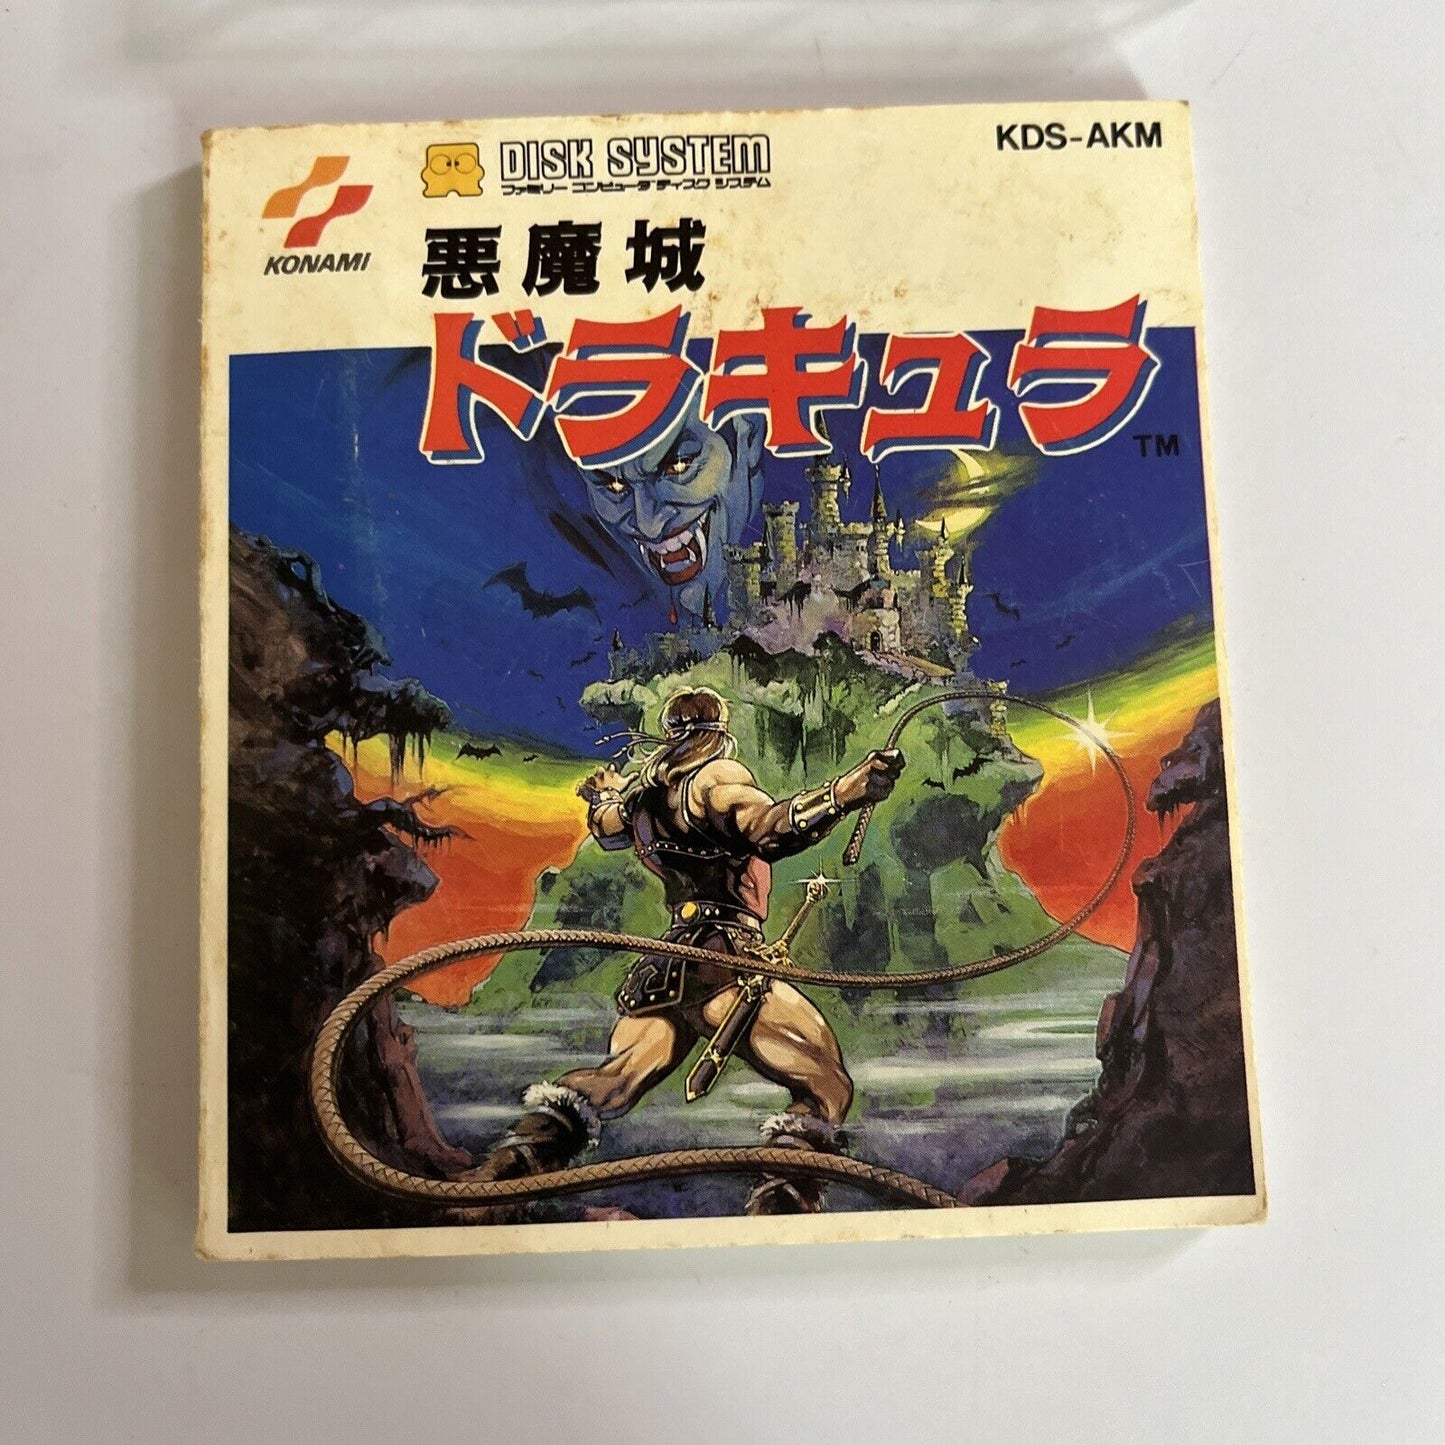 KDS-AKM
DISK SYSTEM
ファミリー コンピュータ ディスク システム
KONAMI
悪魔城
ドラキュラ
TM